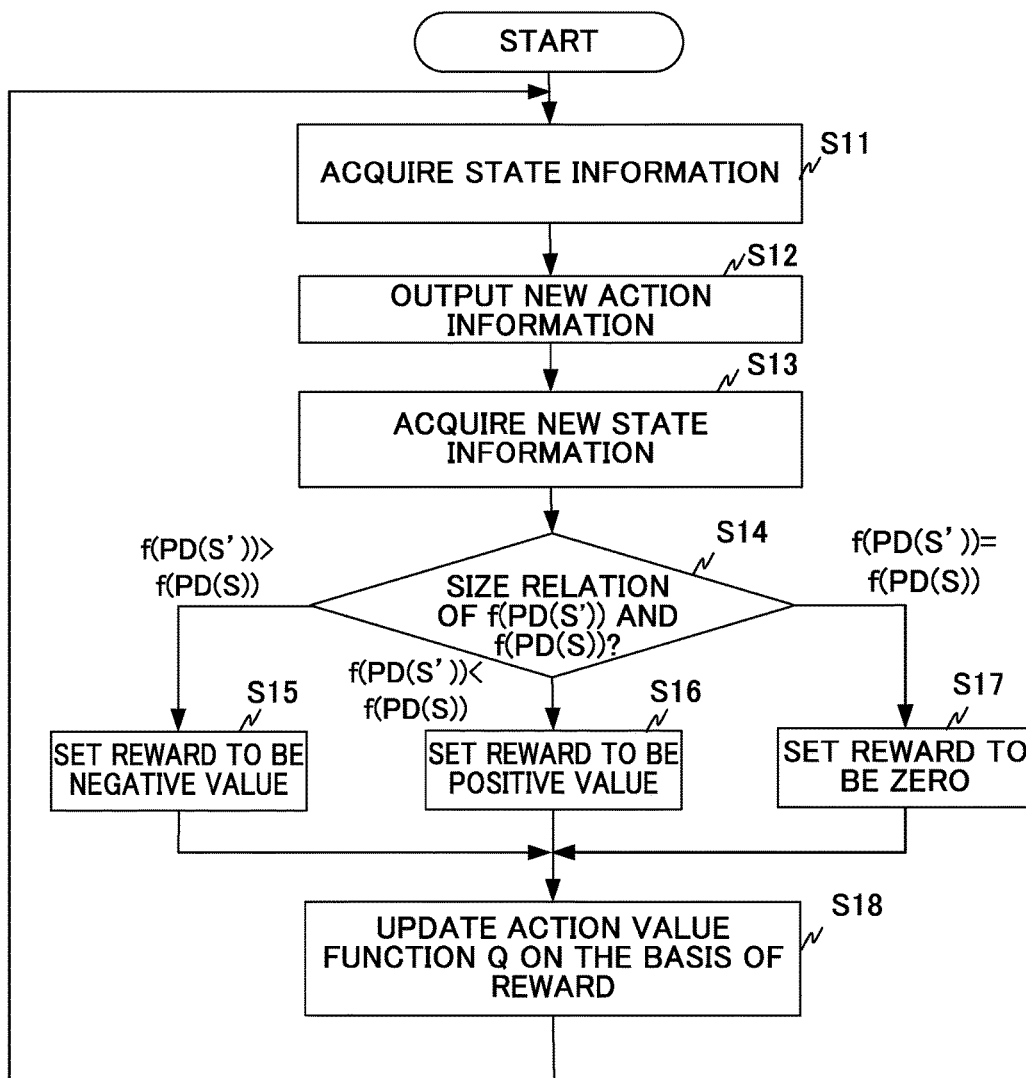 START
S11
ACQUIRE STATE INFORMATION
S12
OUTPUT NEW ACTION
INFORMATION
S13
ACQUIRE NEW STATE
INFORMATION
S14
f(PD(S'))>
f(PD(S))
SIZE RELATION
OF f(PD(S')) AND
f(PD(S))?
f(PD(S'))=
f(PD(S))
f(PD(S'))<
f(PD(S))
S15
SET REWARD TO BE
NEGATIVE VALUE
S16
SET REWARD TO BE
POSITIVE VALUE
S17
SET REWARD TO
BE ZERO
S18
UPDATE ACTION VALUE
FUNCTION Q ON THE BASIS OF
REWARD